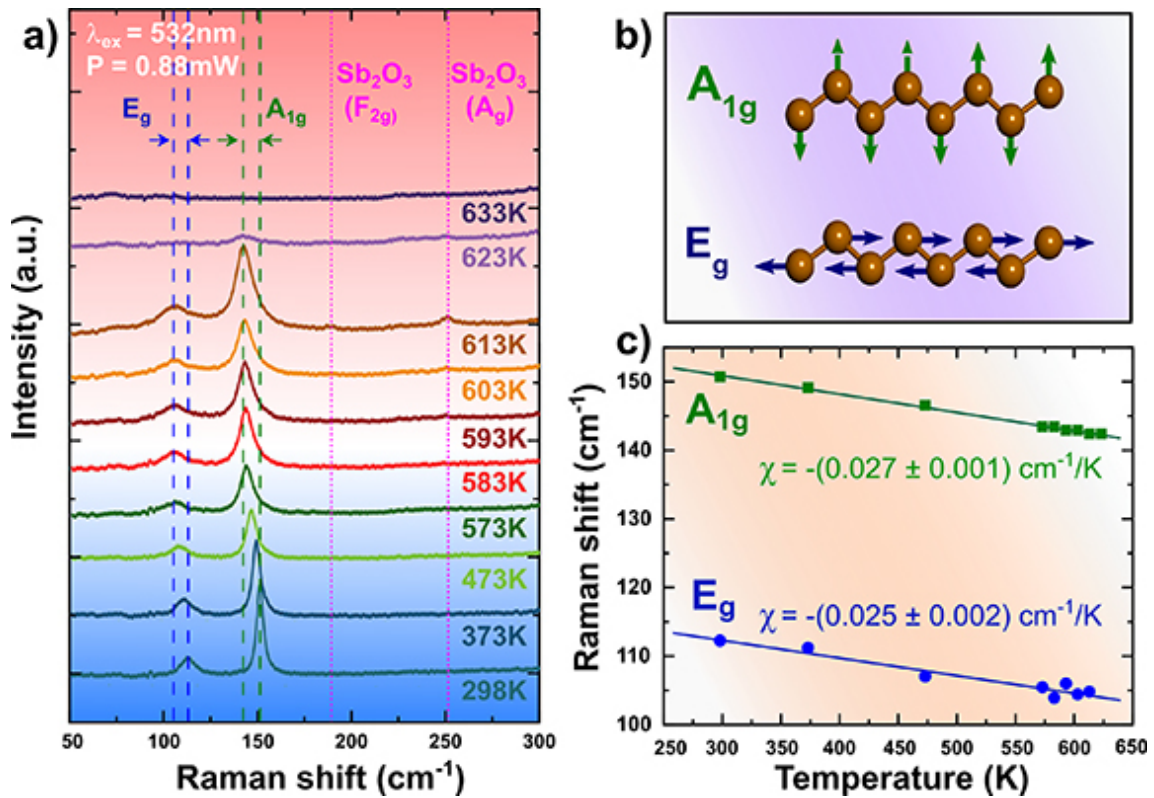 a)
λex = 532nm
P = 0.88mW
Eg
A1g
Sb2O3
(F2g)
Sb2O3
(Ag)
633K
623K
613K
603K
593K
583K
573K
473K
373K
298K
Intensity (a.u.)
50 100 150 200 250 300
Raman shift (cm-1)
b)
A1g
Eg
c)
150
140
130
120
110
100
A1g
χ = -(0.027 ± 0.001) cm-1/K
Eg
χ = -(0.025 ± 0.002) cm-1/K
Raman shift (cm-1)
250 300 350 400 450 500 550 600 650
Temperature (K)